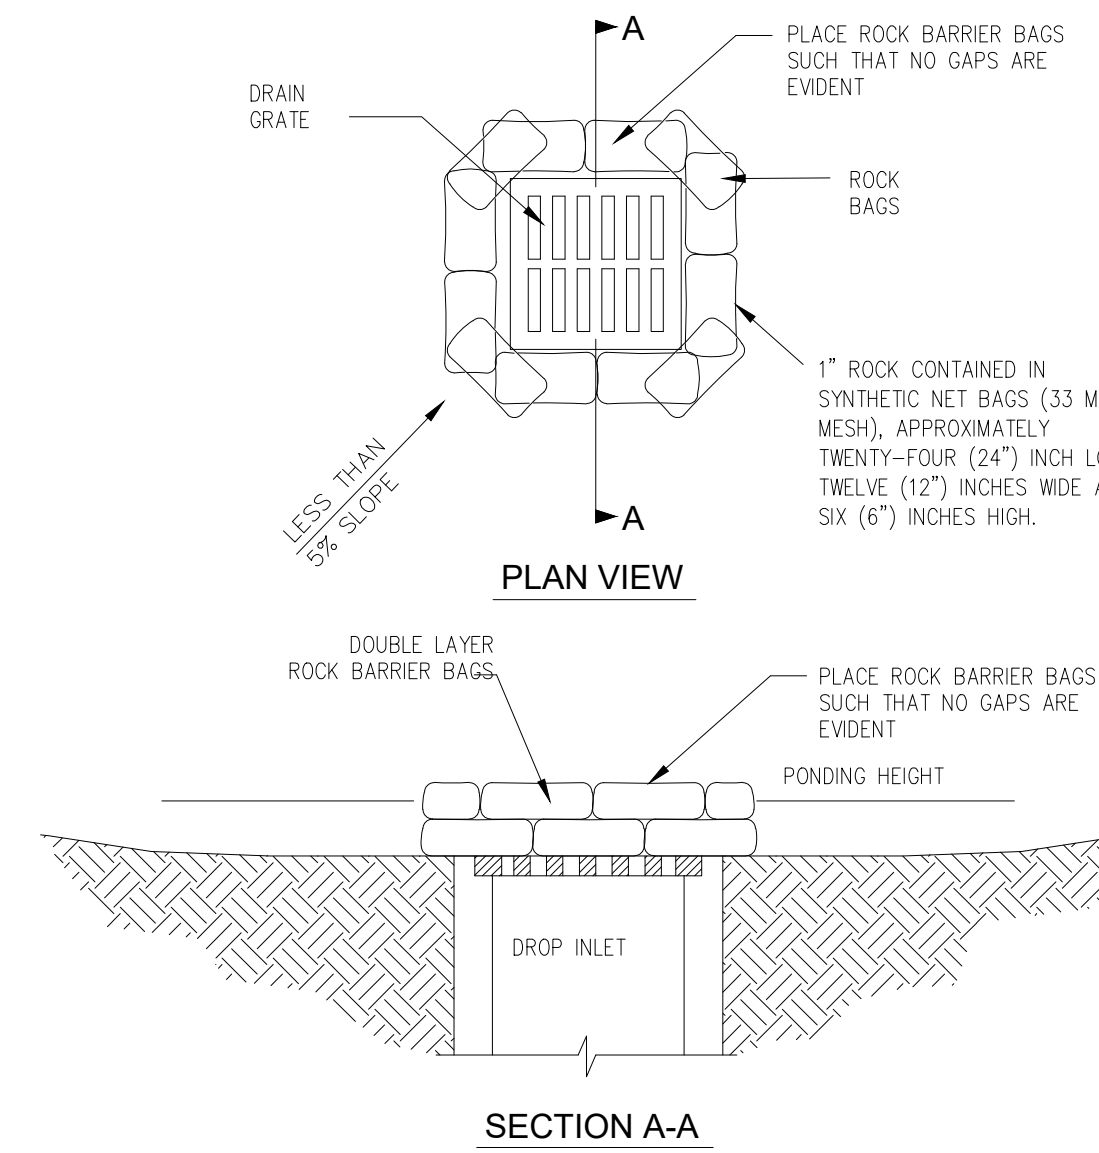 A
PLACE ROCK BARRIER BAGS
SUCH THAT NO GAPS ARE
EVIDENT
DRAIN
GRATE
ROCK
BAGS
1” ROCK CONTAINED IN
SYNTHETIC NET BAGS (33 M
MESH), APPROXIMATELY
TWENTY–FOUR (24”) INCH
TWELVE (12”) INCHES WIDE
SIX (6”) INCHES HIGH.
LESS THAN
5% SLOPE
A
PLAN VIEW
DOUBLE LAYER
ROCK BARRIER BAGS
PLACE ROCK BARRIER BAGS
SUCH THAT NO GAPS ARE
EVIDENT
PONDING HEIGHT
DROP INLET
SECTION A-A